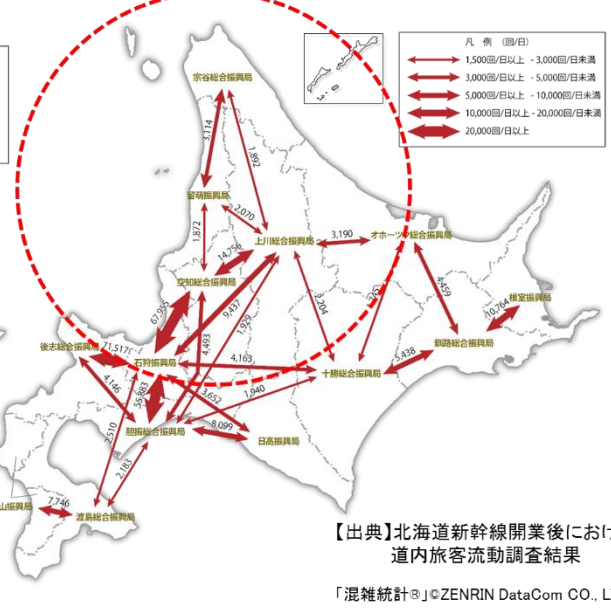 凡 例 (回/日)
1,500回/日以上 - 3,000回/日未満
3,000回/日以上 - 5,000回/日未満
5,000回/日以上 - 10,000回/日未満
10,000回/日以上 - 20,000回/日未満
20,000回/日以上
宗谷総合振興局
3,114
1,892
留萌振興局
2,070
1,872
上川総合振興局
3,190
オホーツク総合振興局
14,756
空知総合振興局
67,955
9,437
1,929
4,493
2,204
4,459
根室振興局
10,764
釧路総合振興局
5,438
後志総合振興局
71,517
石狩振興局
4,163
十勝総合振興局
4,146
55,883
3,652
1,940
胆振総合振興局
8,099
日高振興局
2,510
2,183
山振興局
7,746
渡島総合振興局
【出典】北海道新幹線開業後におけ
道内旅客流動調査結果
「混雑統計®」©ZENRIN DataCom CO., L